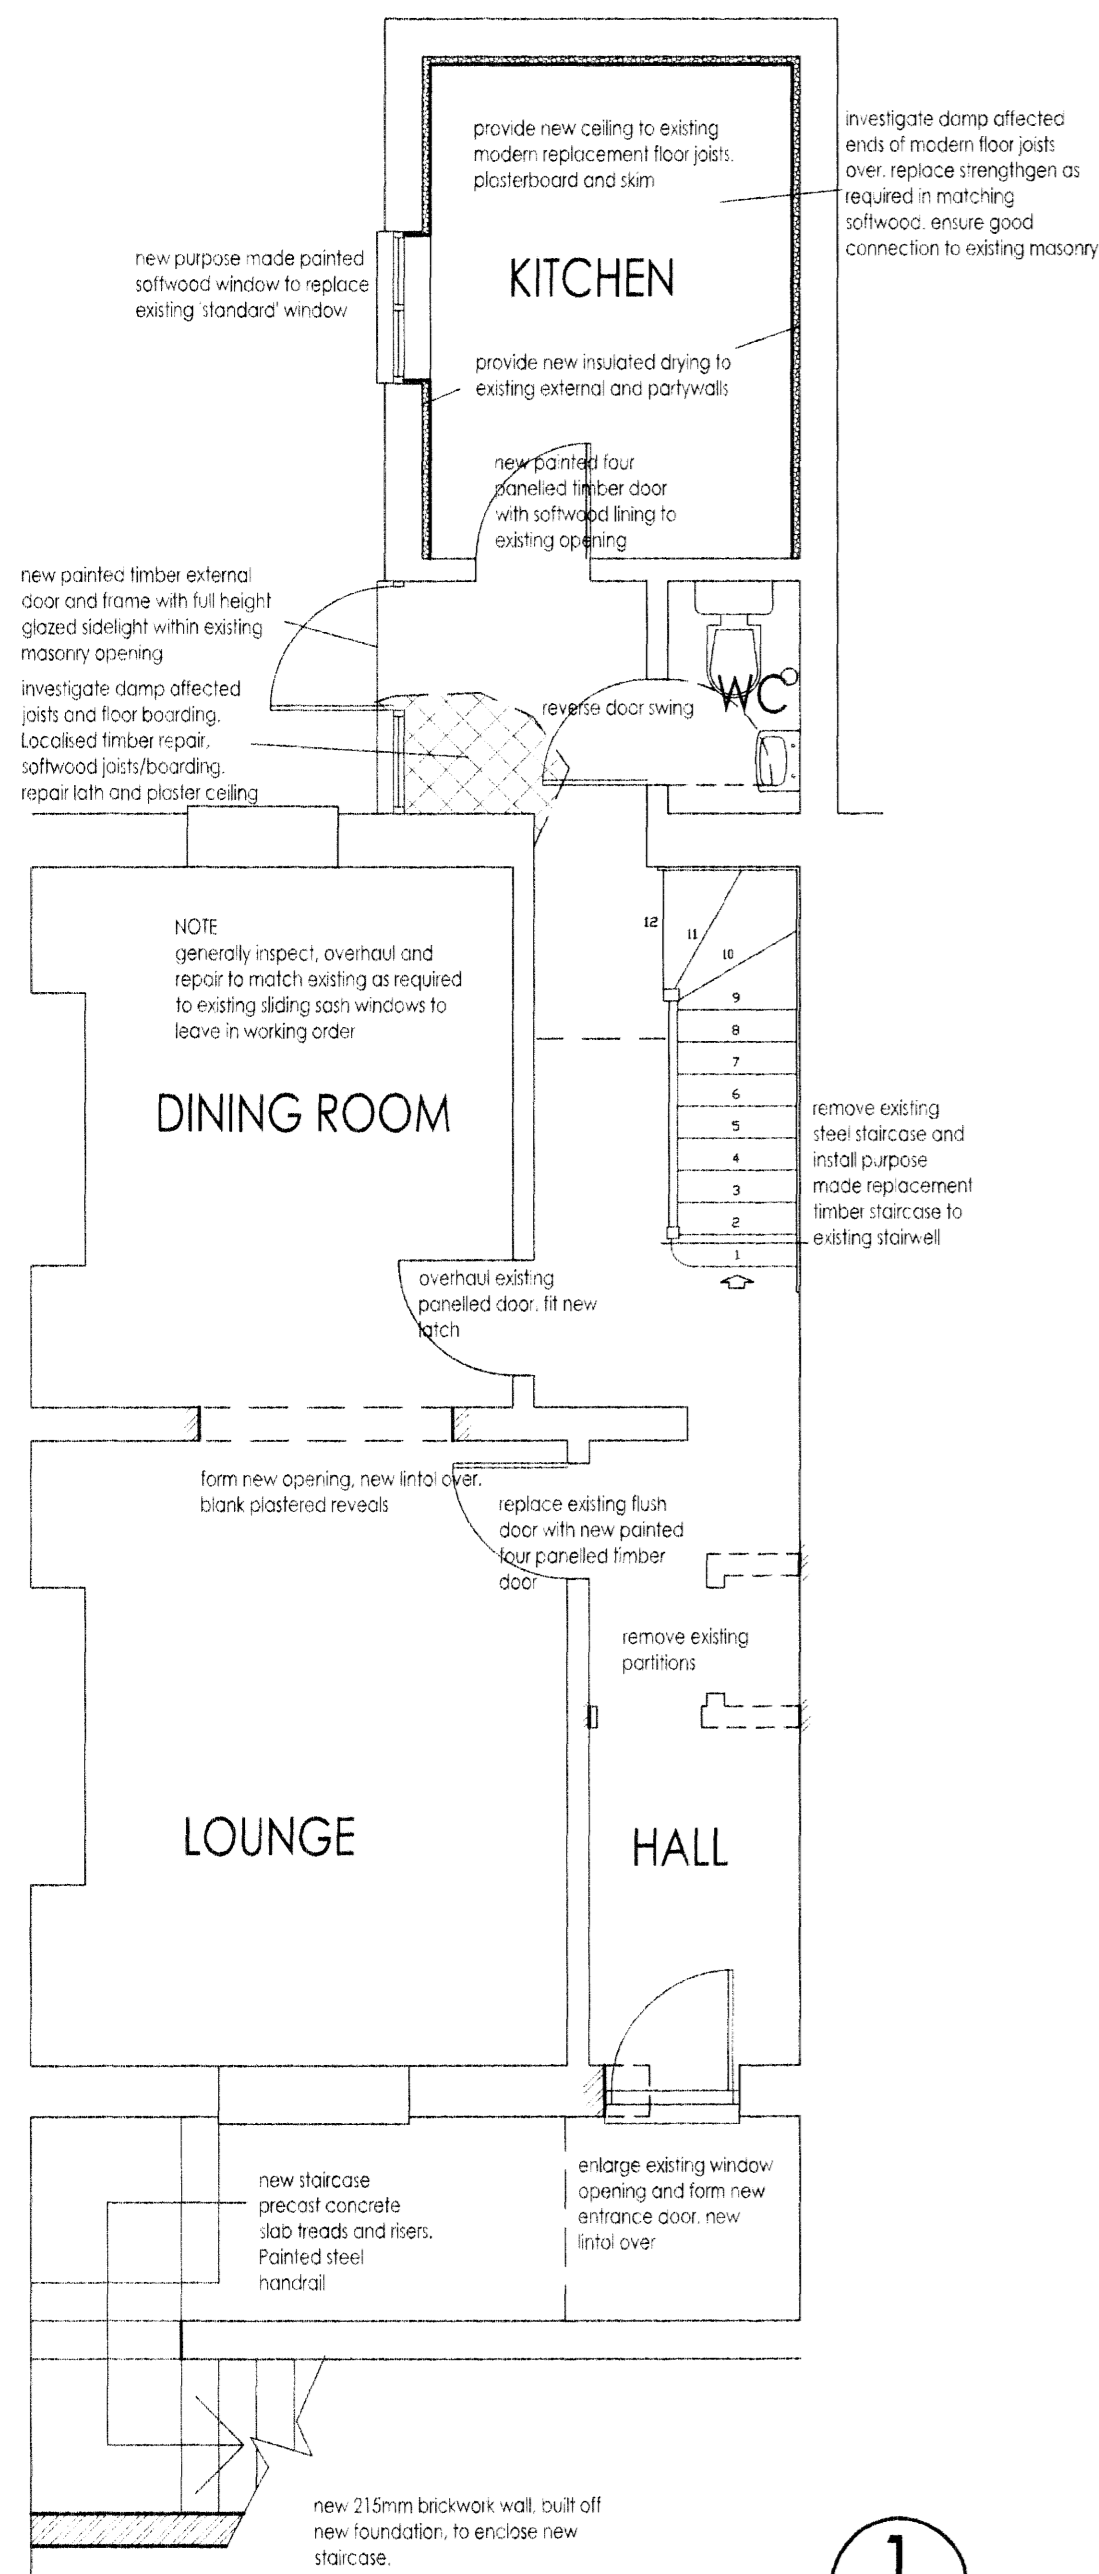 provide new ceiling to existing
modern replacement floor joists.
plasterboard and skim
investigate damp affected
ends of modern floor joists
over. replace strengthgen as
required in matching
softwood. ensure good
connection to existing masonry
new purpose made painted
softwood window to replace
existing 'standard' window
KITCHEN
provide new insulated drying to
existing external and partywalls
new painted four
panelled timber door
with softwood lining to
existing opening
new painted timber external
door and frame with full height
glazed sidelight within existing
masonry opening
investigate damp affected
joists and floor boarding.
Localised timber repair,
softwood joists/boarding.
repair lath and plaster ceiling
WC
reverse door swing
NOTE
generally inspect, overhaul and
repair to match existing as required
to existing sliding sash windows to
leave in working order
12
11
10
9
8
7
6
5
4
3
2
1
DINING ROOM
remove existing
steel staircase and
install purpose
made replacement
timber staircase to
existing stairwell
overhaul existing
panelled door. fit new
latch
form new opening, new lintol over.
blank plastered reveals
replace existing flush
door with new painted
four panelled timber
door
remove existing
partitions
LOUNGE
HALL
new staircase
precast concrete
slab treads and risers.
Painted steel
handrail
enlarge existing window
opening and form new
entrance door. new
lintol over
new 215mm brickwork wall, built off
new foundation, to enclose new
staircase.
1